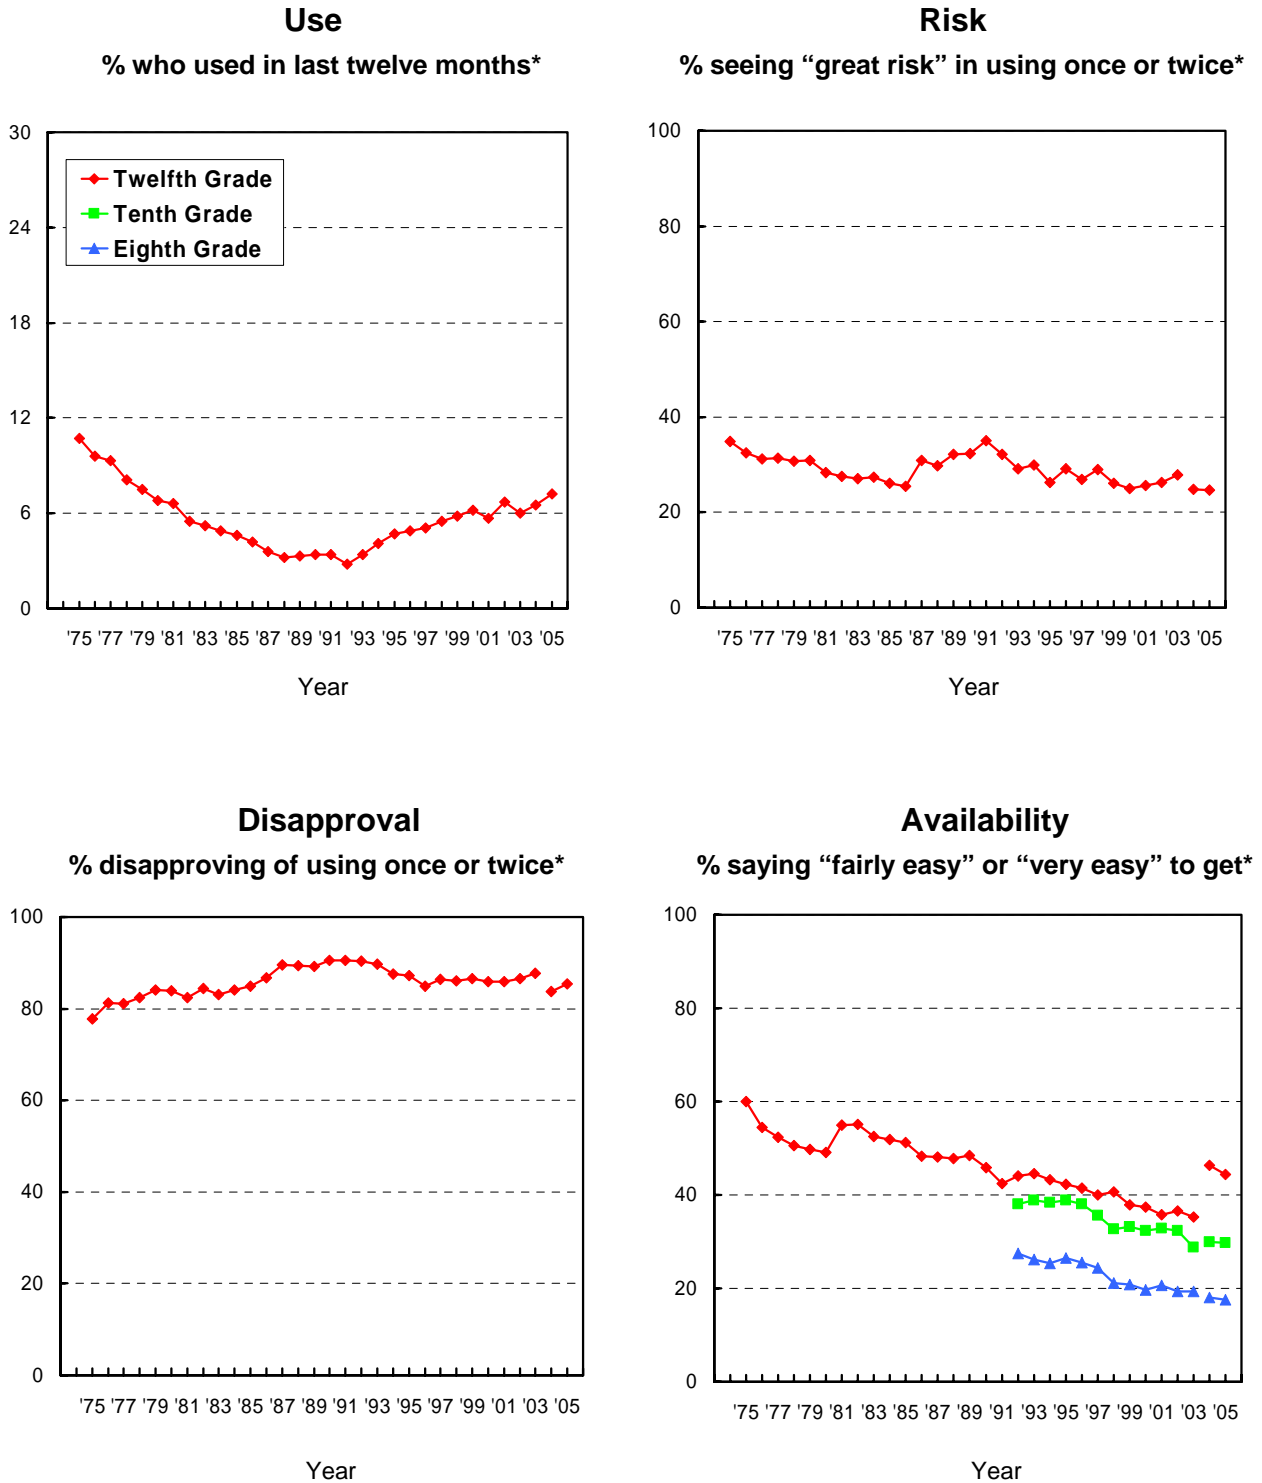 Use
% who used in last twelve months*
30
24
18
12
6
0
Twelfth Grade
Tenth Grade
Eighth Grade
'75 '77 '79 '81 '83 '85 '87 '89 '91 '93 '95 '97 '99 '01 '03 '05
Year
Risk
% seeing “great risk” in using once or twice*
100
80
60
40
20
0
'75 '77 '79 '81 '83 '85 '87 '89 '91 '93 '95 '97 '99 '01 '03 '05
Year
Disapproval
% disapproving of using once or twice*
100
80
60
40
20
0
'75 '77 '79 '81 '83 '85 '87 '89 '91 '93 '95 '97 '99 '01 '03 '05
Year
Availability
% saying “fairly easy” or “very easy” to get*
100
80
60
40
20
0
'75 '77 '79 '81 '83 '85 '87 '89 '91 '93 '95 '97 '99 '01 '03 '05
Year